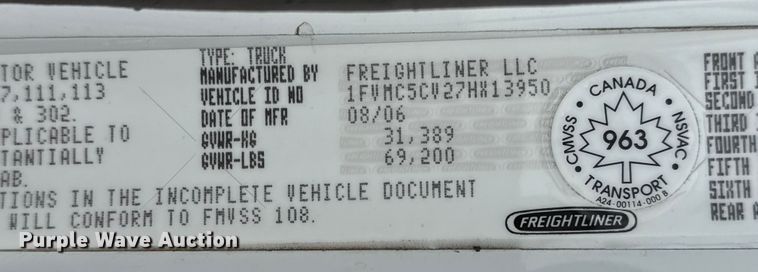 TYPE: TRUCK
TOR VEHICLE MANUFACTURED BY FREIGHTLINER LLC
7,111,113 VEHICLE ID NO 1FVMC5CV27HX13950
& 302. DATE OF MFR 08/06
PLICABLE TO GVWR-KG 31,389
TANTIALLY GVWR-LBS 69,200
AB.
TIONS IN THE INCOMPLETE VEHICLE DOCUMENT
WILL CONFORM TO FMVSS 108.
FREIGHTLINER
CANADA
CMVSS 963 NSVAC
TRANSPORT
A24-00114-000 B
FRONT A
FIRST I
SECOND
THIRD I
FOURTH
FIFTH
SIXTH
REAR A
Purple Wave Auction